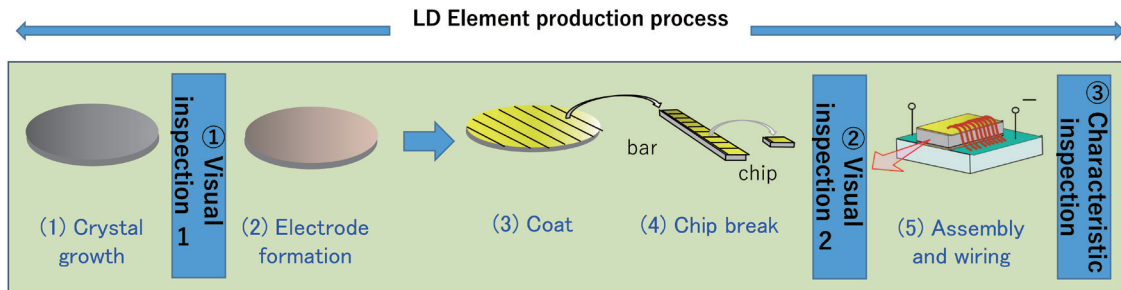 LD Element production process
(1) Crystal
growth
① Visual
inspection 1
(2) Electrode
formation
(3) Coat
bar
chip
(4) Chip break
② Visual
inspection 2
−
(5) Assembly
and wiring
③ Characteristic
inspection